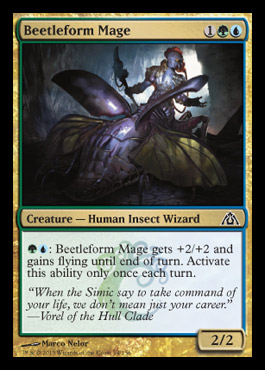 Beetleform Mage 1
Creature — Human Insect Wizard
: Beetleform Mage gets +2/+2 and
gains flying until end of turn. Activate
this ability only once each turn.
“When the Simic say to take command of
your life, we don’t mean just your career.”
—Vorel of the Hull Clade
2/2
Marco Nelor